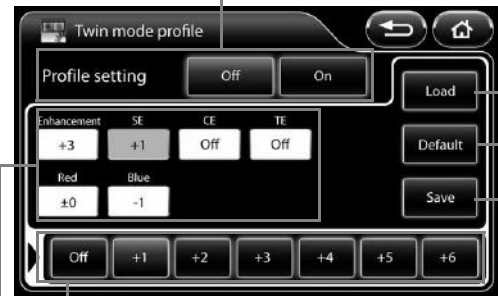 Twin mode profile
Profile setting Off On
Load
Enhancement SE CE TE
+3 +1 Off Off
Default
Red Blue
±0 -1
Save
Off +1 +2 +3 +4 +5 +6